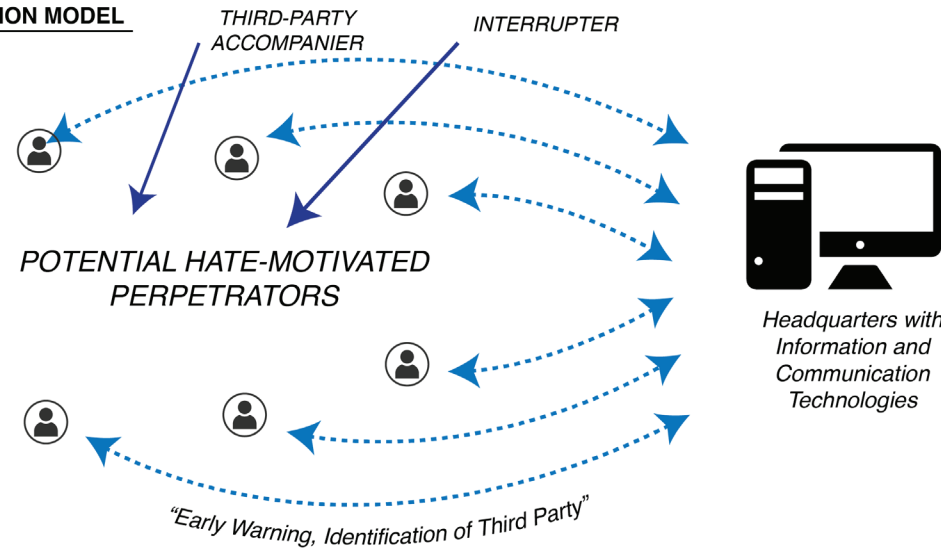 ION MODEL
THIRD-PARTY
ACCOMPANIER
INTERRUPTER
POTENTIAL HATE-MOTIVATED
PERPETRATORS
Headquarters with
Information and
Communication
Technologies
“Early Warning, Identification of Third Party”